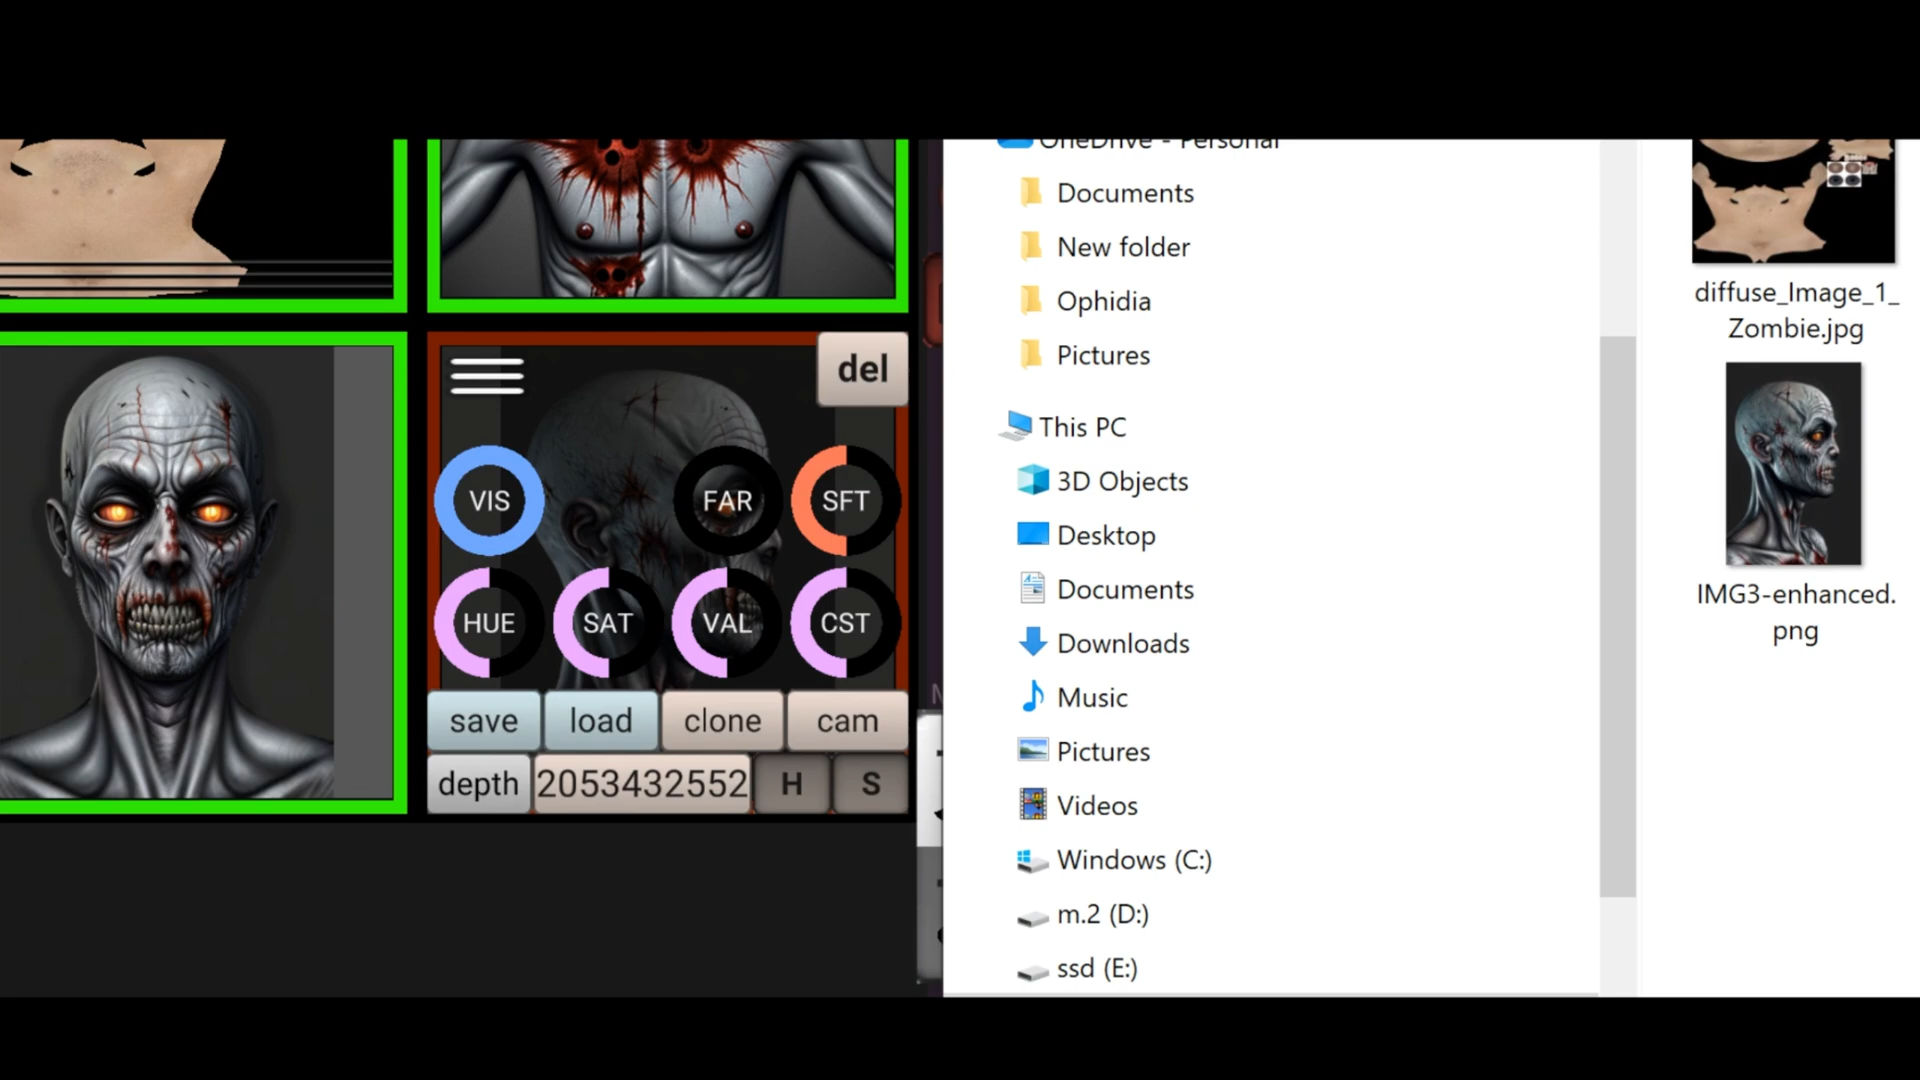 del
VIS
FAR
SFT
HUE
SAT
VAL
CST
save
load
clone
cam
depth
2053432552
H
S
OneDrive - Personal
Documents
New folder
Ophidia
Pictures
This PC
3D Objects
Desktop
Documents
Downloads
Music
Pictures
Videos
Windows (C:)
m.2 (D:)
ssd (E:)
diffuse_Image_1_
Zombie.jpg
IMG3-enhanced.
png